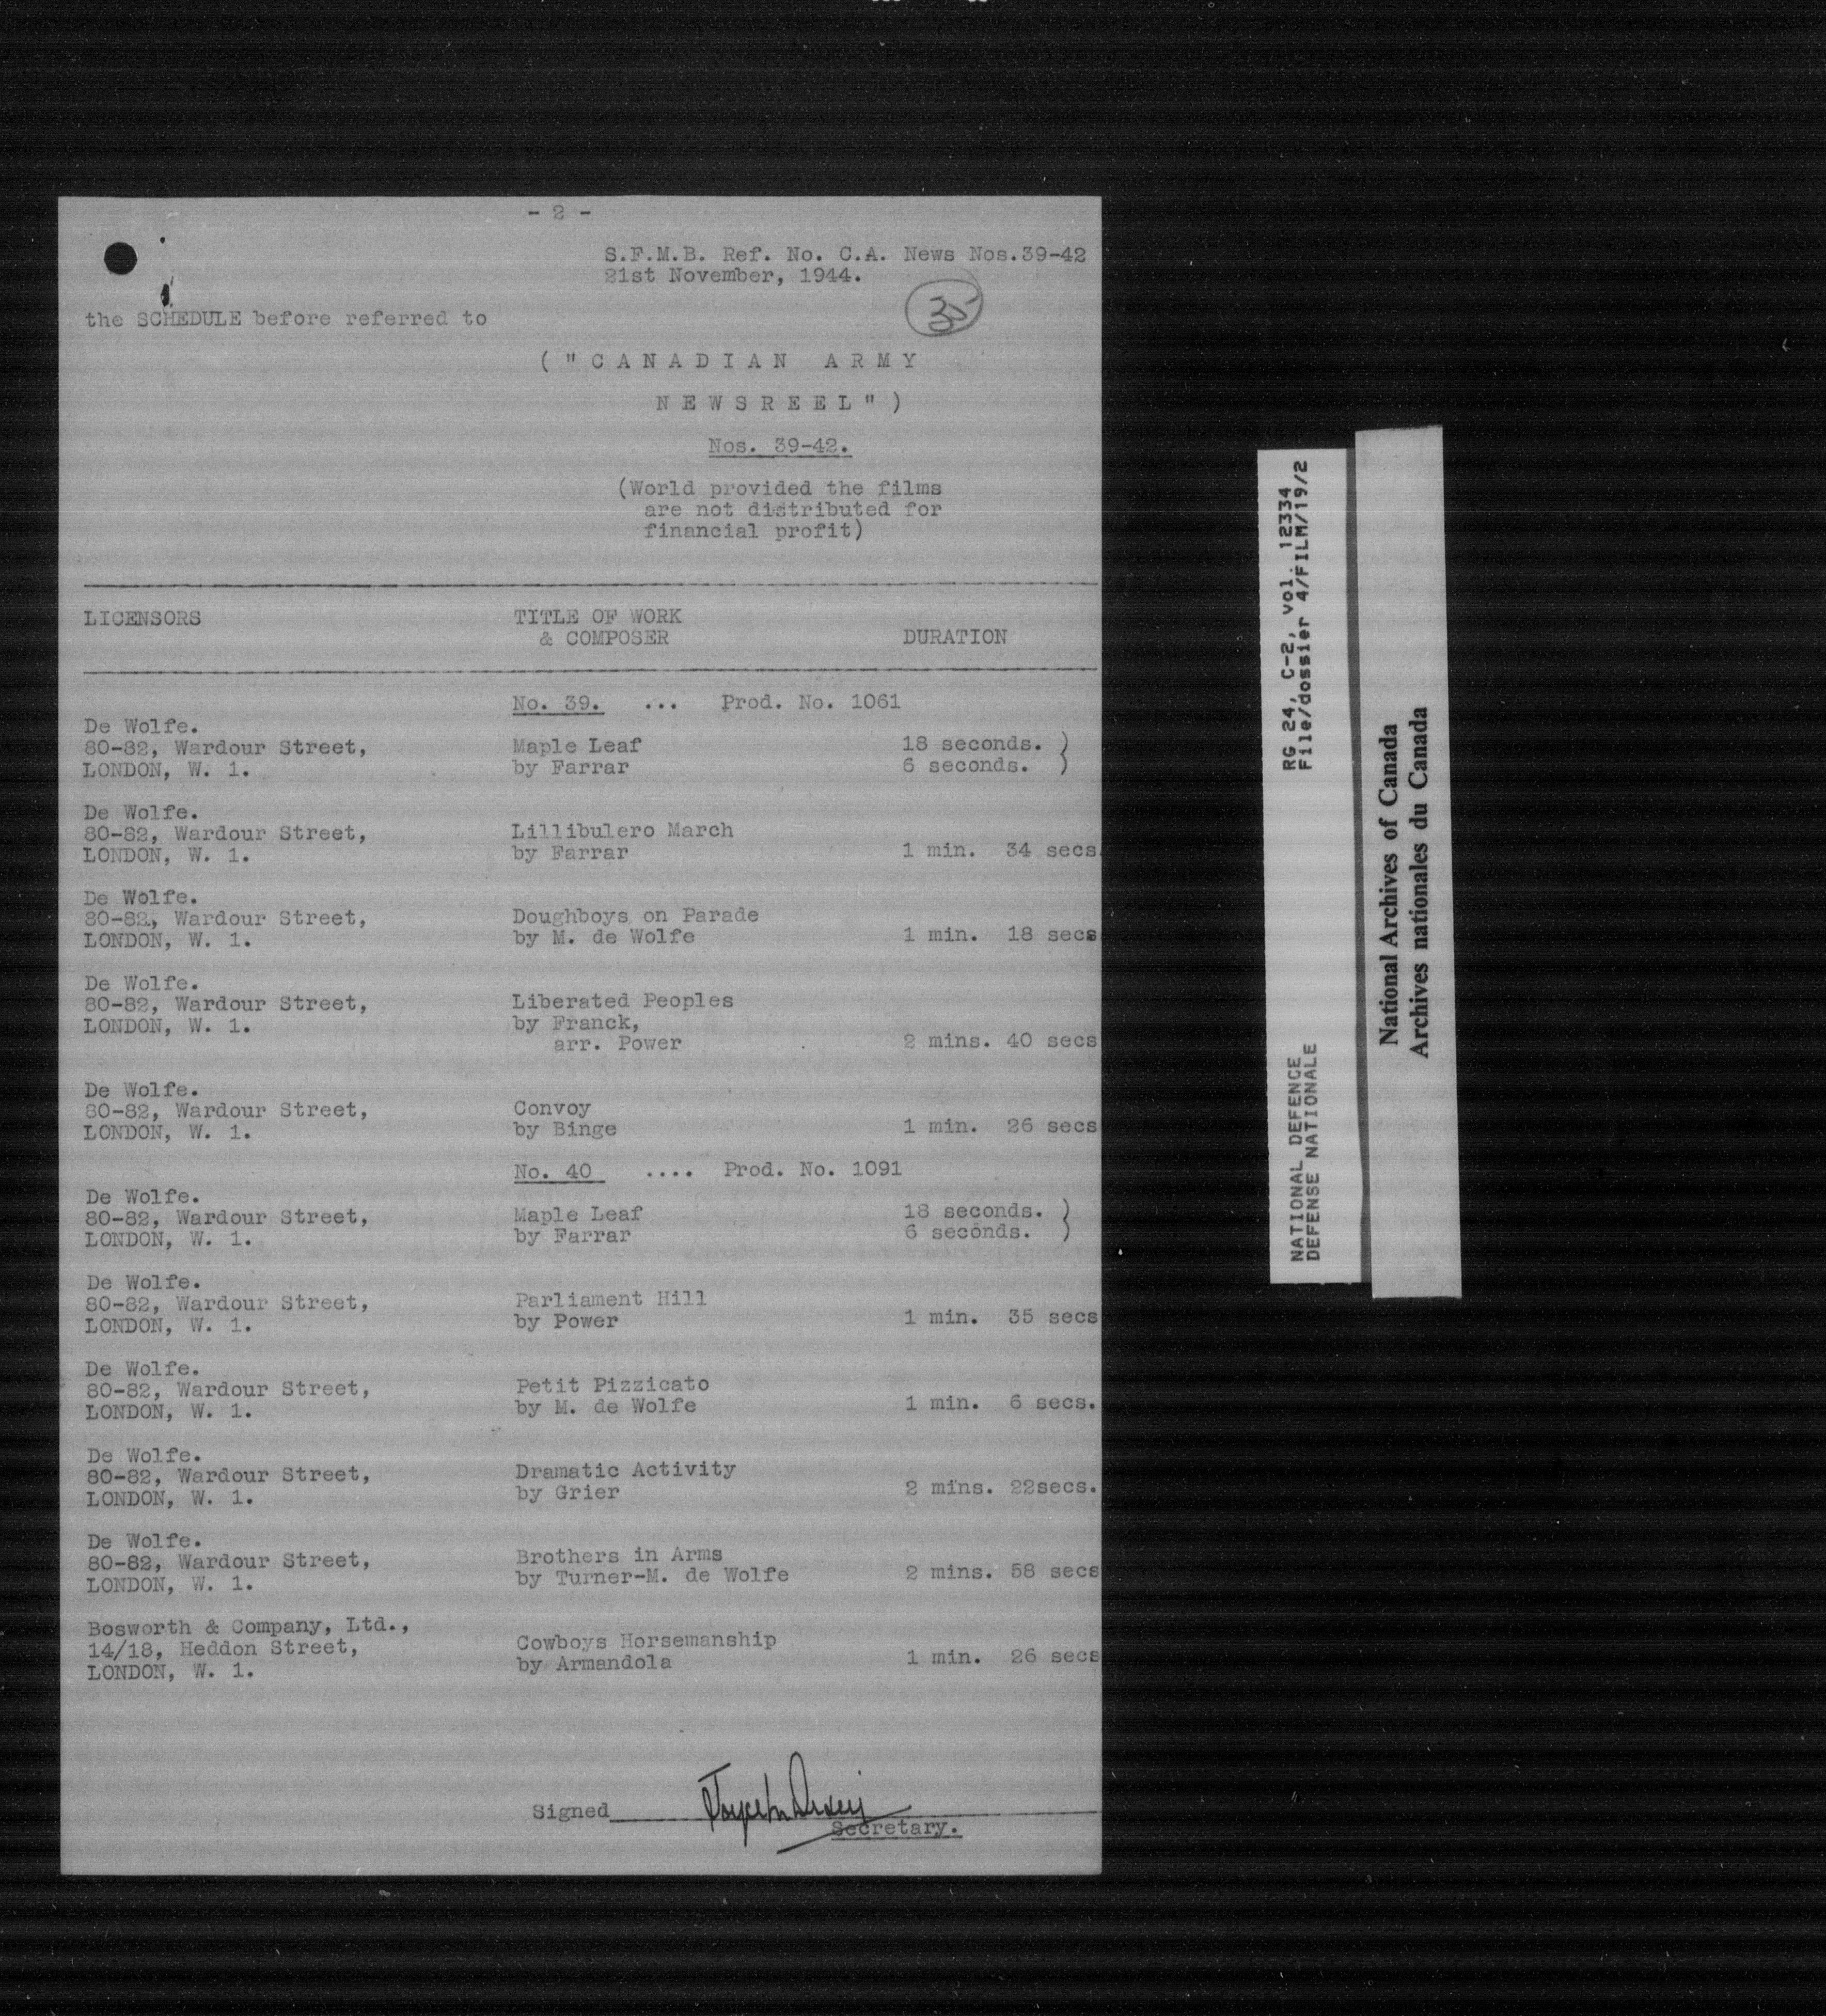 - 2 -
S.F.M.B. Ref. No. C.A. News Nos.39-42
21st November, 1944.
35
the SCHEDULE before referred to
("CANADIAN ARMY
NEWSREEL")
Nos. 39-42.
(World provided the films
are not distributed for
financial profit)
LICENSORS
TITLE OF WORK
& COMPOSER
DURATION
No. 39. ... Prod. No. 1061
De Wolfe.
80-82, Wardour Street,
LONDON, W. 1.
Maple Leaf
by Farrar
18 seconds. )
6 seconds. )
De Wolfe.
80-82, Wardour Street,
LONDON, W. 1.
Lillibulero March
by Farrar
1 min. 34 secs.
De Wolfe.
80-82, Wardour Street,
LONDON, W. 1.
Doughboys on Parade
by M. de Wolfe
1 min. 18 secs
De Wolfe.
80-82, Wardour Street,
LONDON, W. 1.
Liberated Peoples
by Franck,
arr. Power
2 mins. 40 secs
De Wolfe.
80-82, Wardour Street,
LONDON, W. 1.
Convoy
by Binge
1 min. 26 secs
No. 40 .... Prod. No. 1091
De Wolfe.
80-82, Wardour Street,
LONDON, W. 1.
Maple Leaf
by Farrar
18 seconds. )
6 seconds. )
De Wolfe.
80-82, Wardour Street,
LONDON, W. 1.
Parliament Hill
by Power
1 min. 35 secs
De Wolfe.
80-82, Wardour Street,
LONDON, W. 1.
Petit Pizzicato
by M. de Wolfe
1 min. 6 secs.
De Wolfe.
80-82, Wardour Street,
LONDON, W. 1.
Dramatic Activity
by Grier
2 mins. 22secs.
De Wolfe.
80-82, Wardour Street,
LONDON, W. 1.
Brothers in Arms
by Turner-M. de Wolfe
2 mins. 58 secs
Bosworth & Company, Ltd.,
14/18, Heddon Street,
LONDON, W. 1.
Cowboys Horsemanship
by Armandola
1 min. 26 secs
Signed
Secretary.
RG 24, C-2, vol. 12334
File/dossier 4/FILM/19/2
NATIONAL DEFENCE
DEFENSE NATIONALE
National Archives of Canada
Archives nationales du Canada